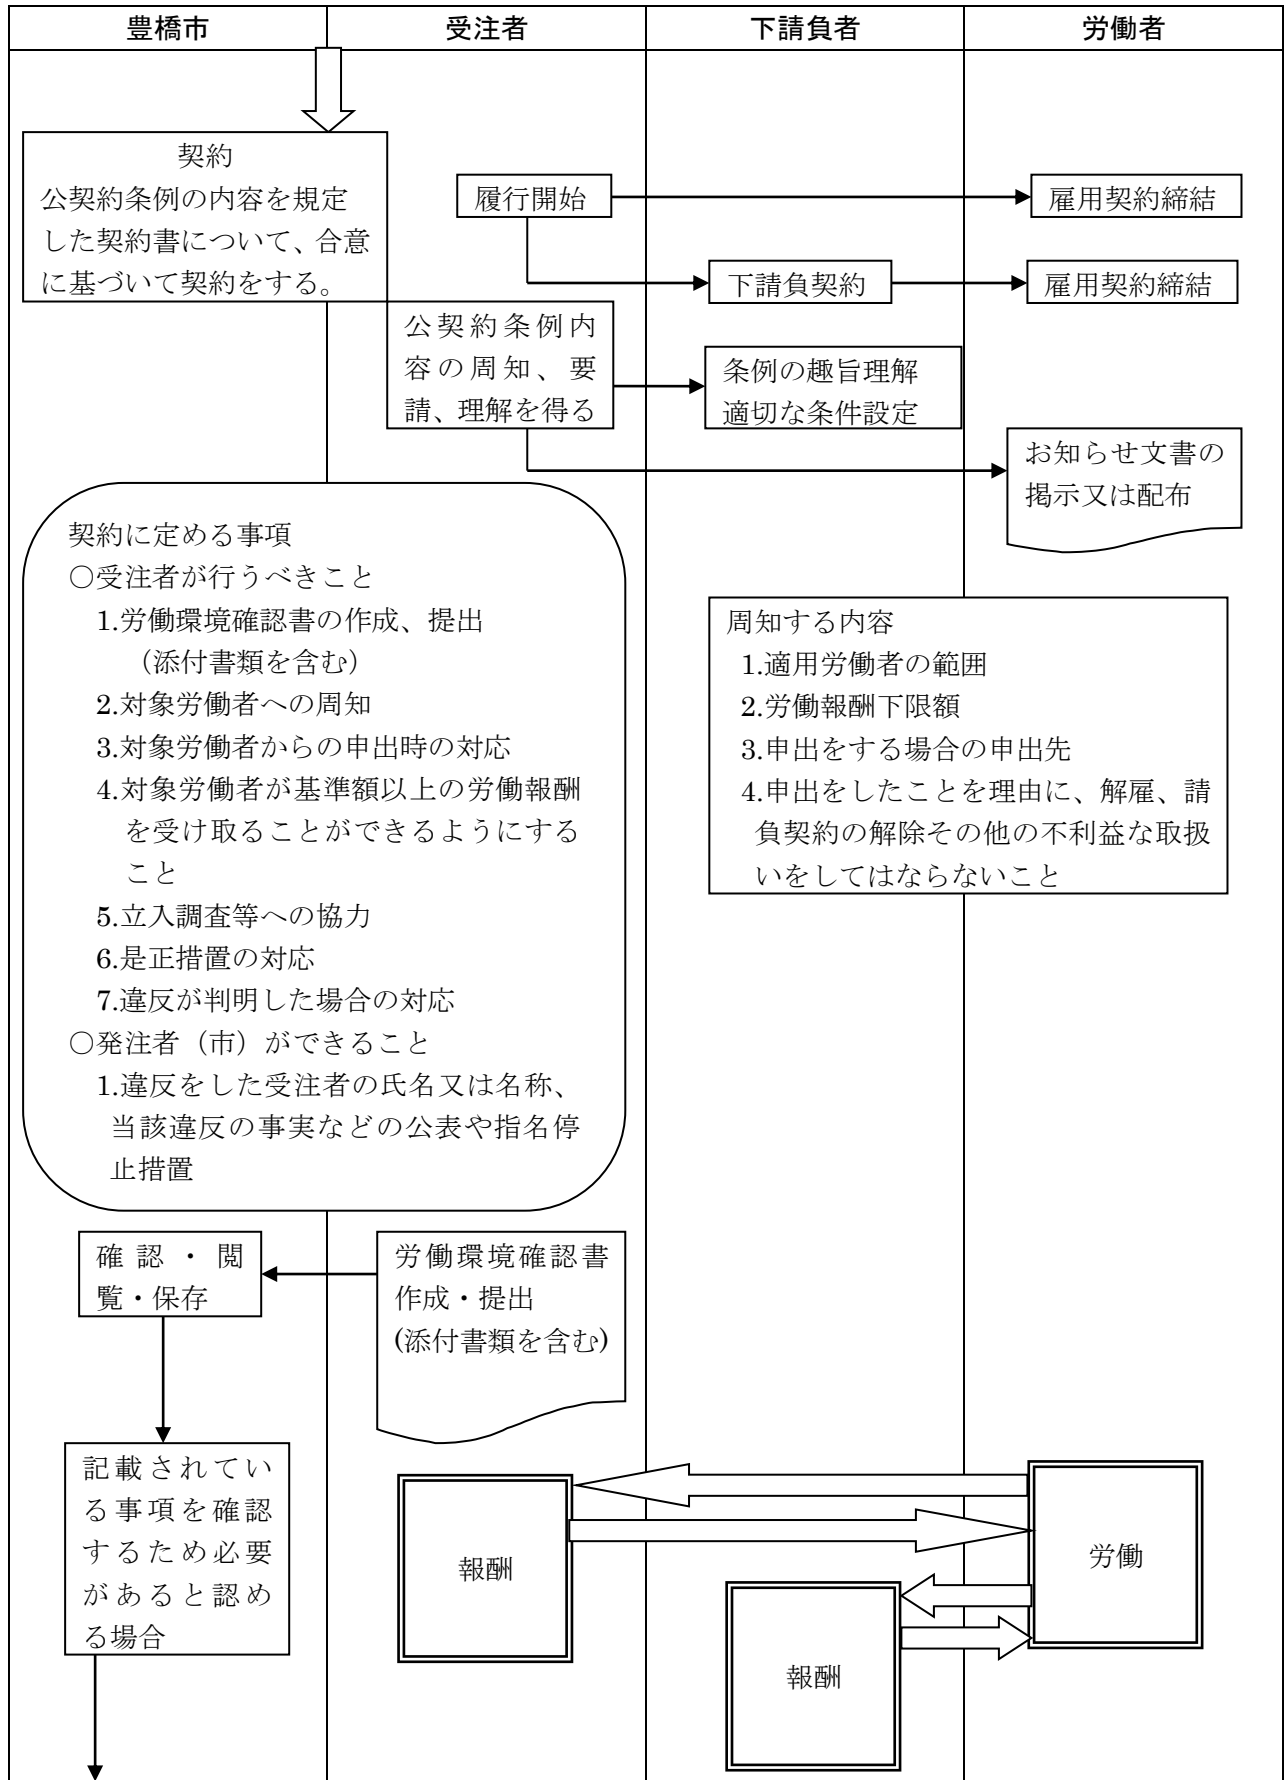 豊橋市
受注者
下請負者
労働者
契約
公契約条例の内容を規定
した契約書について、合意
に基づいて契約をする。
履行開始
雇用契約締結
下請負契約
雇用契約締結
公契約条例内
容の周知、要
請、理解を得る
条例の趣旨理解
適切な条件設定
お知らせ文書の
掲示又は配布
契約に定める事項
○受注者が行うべきこと
1.労働環境確認書の作成、提出
（添付書類を含む）
2.対象労働者への周知
3.対象労働者からの申出時の対応
4.対象労働者が基準額以上の労働報酬
を受け取ることができるようにする
こと
5.立入調査等への協力
6.是正措置の対応
7.違反が判明した場合の対応
○発注者（市）ができること
1.違反をした受注者の氏名又は名称、
当該違反の事実などの公表や指名停
止措置
周知する内容
1.適用労働者の範囲
2.労働報酬下限額
3.申出をする場合の申出先
4.申出をしたことを理由に、解雇、請
負契約の解除その他の不利益な取扱
いをしてはならないこと
確認・閲
覧・保存
労働環境確認書
作成・提出
(添付書類を含む)
記載されてい
る事項を確認
するため必要
があると認め
る場合
報酬
労働
報酬